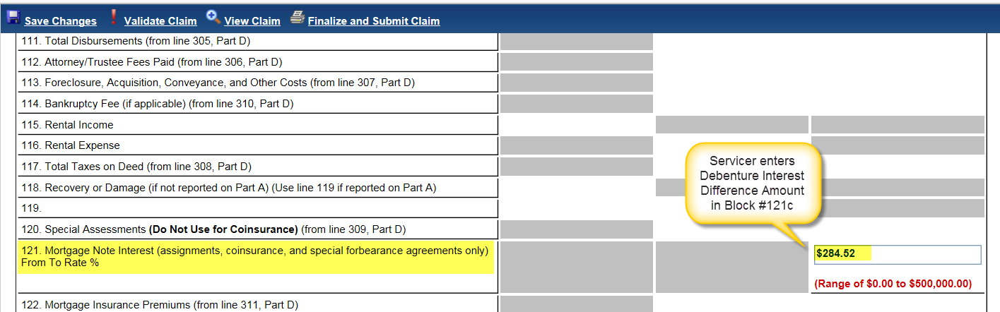 Save Changes Validate Claim View Claim Finalize and Submit Claim
111. Total Disbursements (from line 305, Part D)
112. Attorney/Trustee Fees Paid (from line 306, Part D)
113. Foreclosure, Acquisition, Conveyance, and Other Costs (from line 307, Part D)
114. Bankruptcy Fee (if applicable) (from line 310, Part D)
115. Rental Income
116. Rental Expense
117. Total Taxes on Deed (from line 308, Part D)
118. Recovery or Damage (if not reported on Part A) (Use line 119 if reported on Part A)
119.
120. Special Assessments (Do Not Use for Coinsurance) (from line 309, Part D)
Servicer enters
Debenture Interest
Difference Amount
in Block #121c
121. Mortgage Note Interest (assignments, coinsurance, and special forbearance agreements only)
From To Rate %
$284.52
(Range of $0.00 to $500,000.00)
122. Mortgage Insurance Premiums (from line 311, Part D)